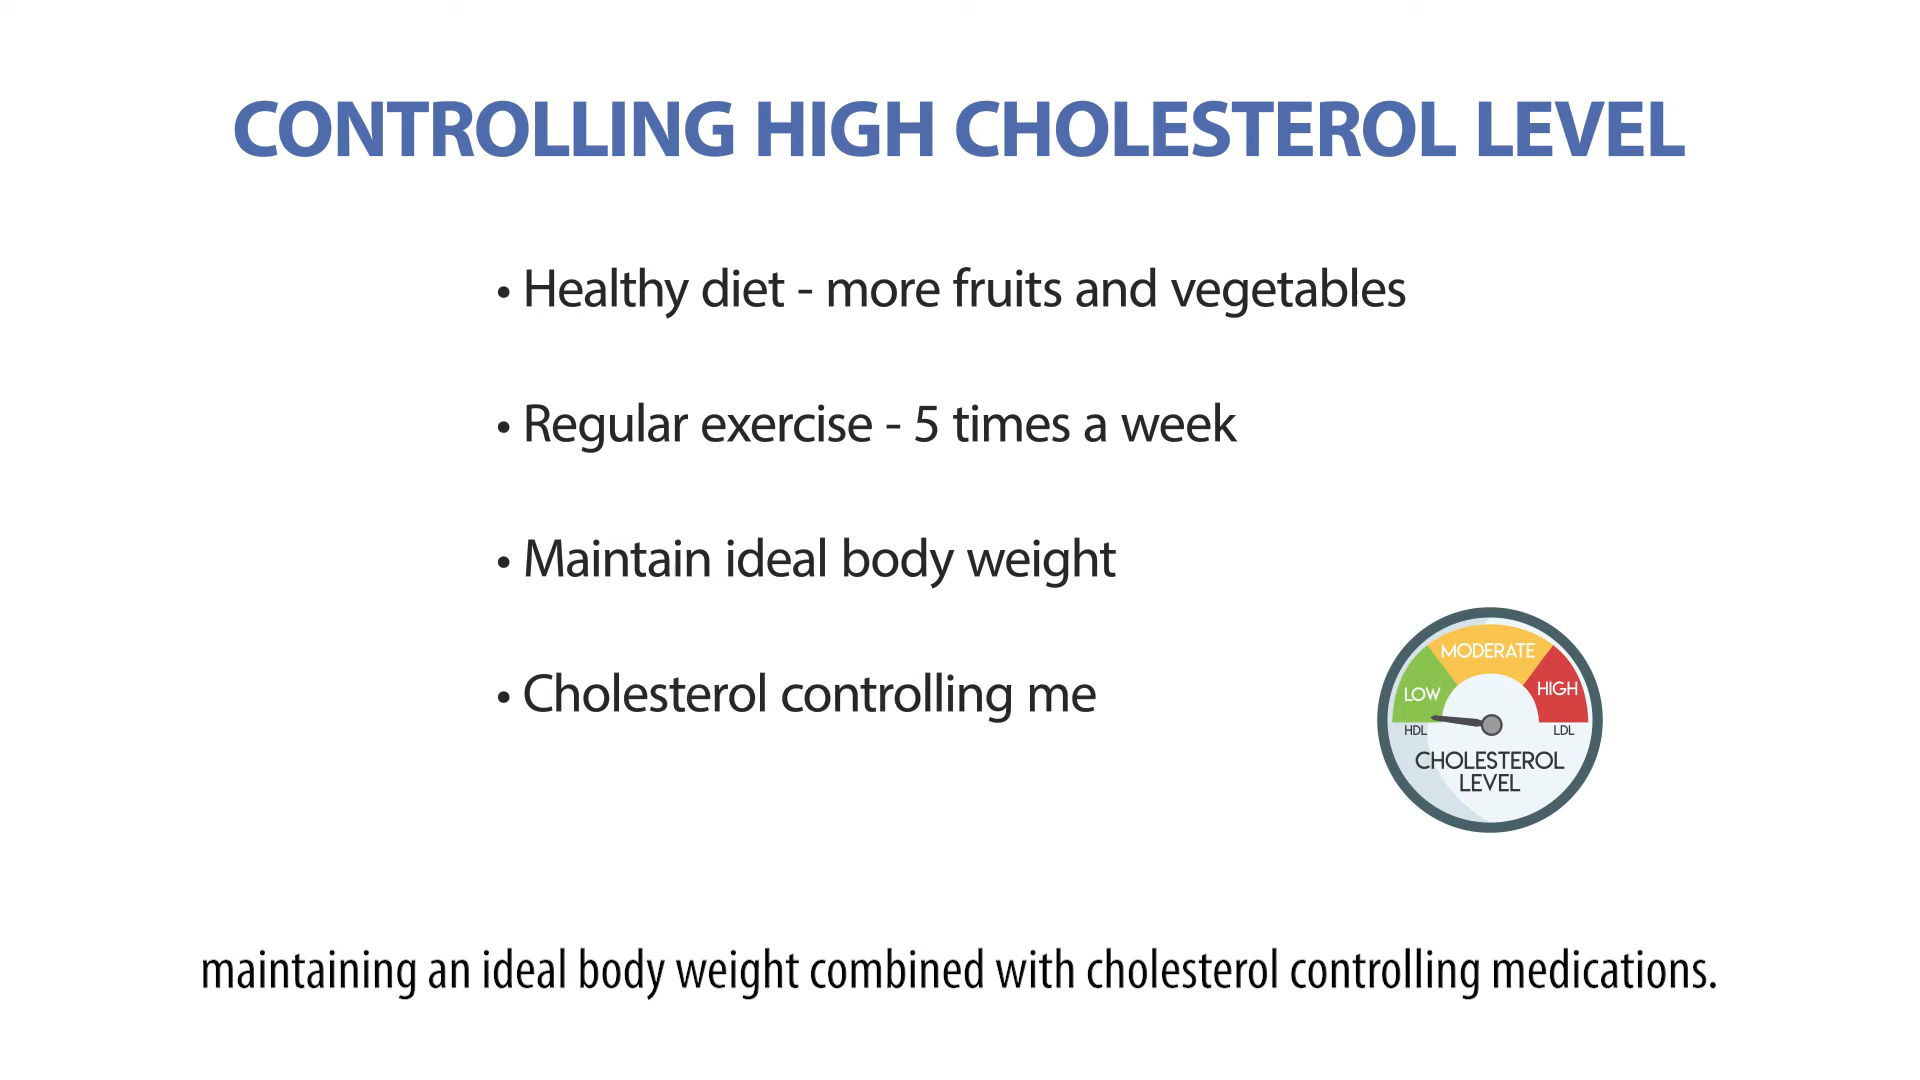 CONTROLLING HIGH CHOLESTEROL LEVEL
• Healthy diet - more fruits and vegetables
• Regular exercise - 5 times a week
• Maintain ideal body weight
• Cholesterol controlling me
MODERATE
LOW
HIGH
HDL
LDL
CHOLESTEROL
LEVEL
maintaining an ideal body weight combined with cholesterol controlling medications.